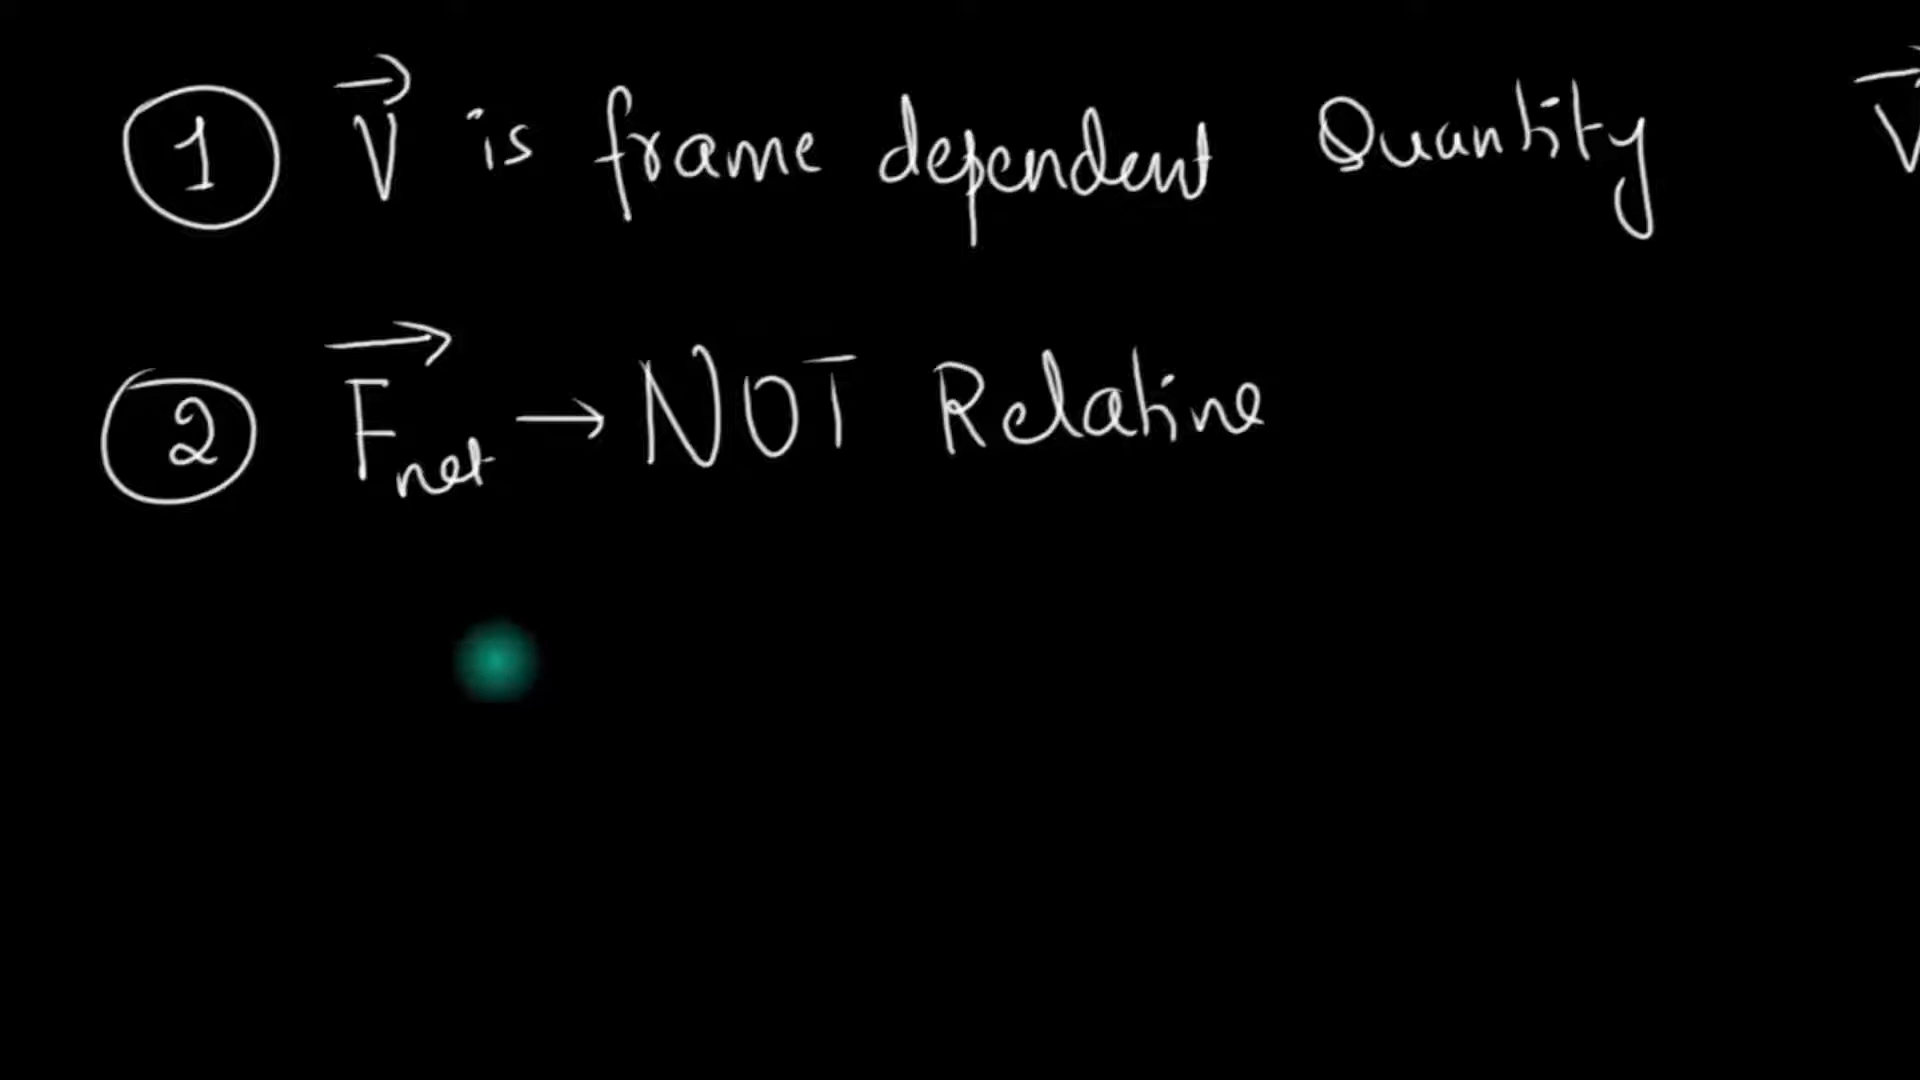 ① V⃗ is frame dependent Quantity V⃗
② F⃗net → NOT Relative